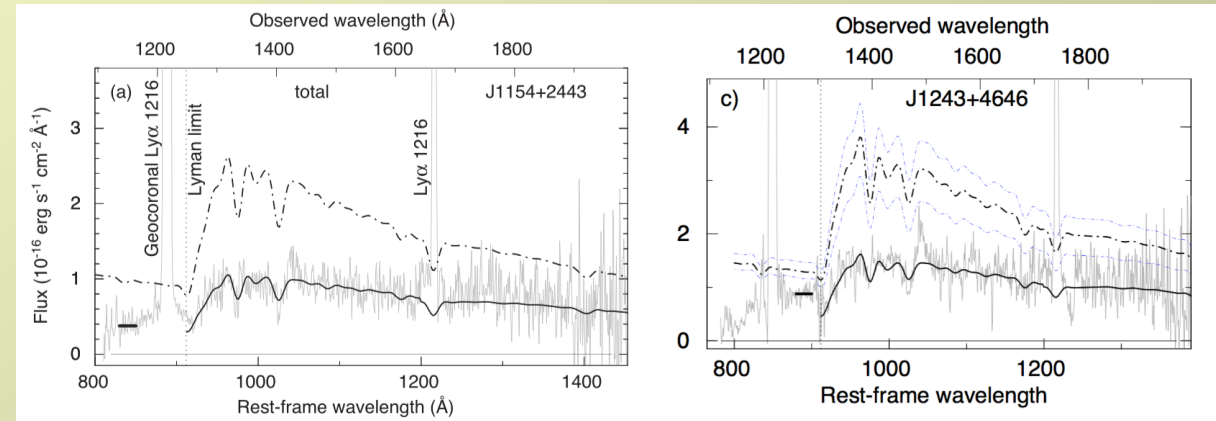 Observed wavelength (Å)
1200 1400 1600 1800
(a) total J1154+2443
Geocoronal Lyα 1216
Lyman limit
Lyα 1216
Flux (10⁻¹⁶ erg s⁻¹ cm⁻² Å⁻¹)
3
2
1
0
800 1000 1200 1400
Rest-frame wavelength (Å)
Observed wavelength
1200 1400 1600 1800
c) J1243+4646
4
2
0
800 1000 1200
Rest-frame wavelength